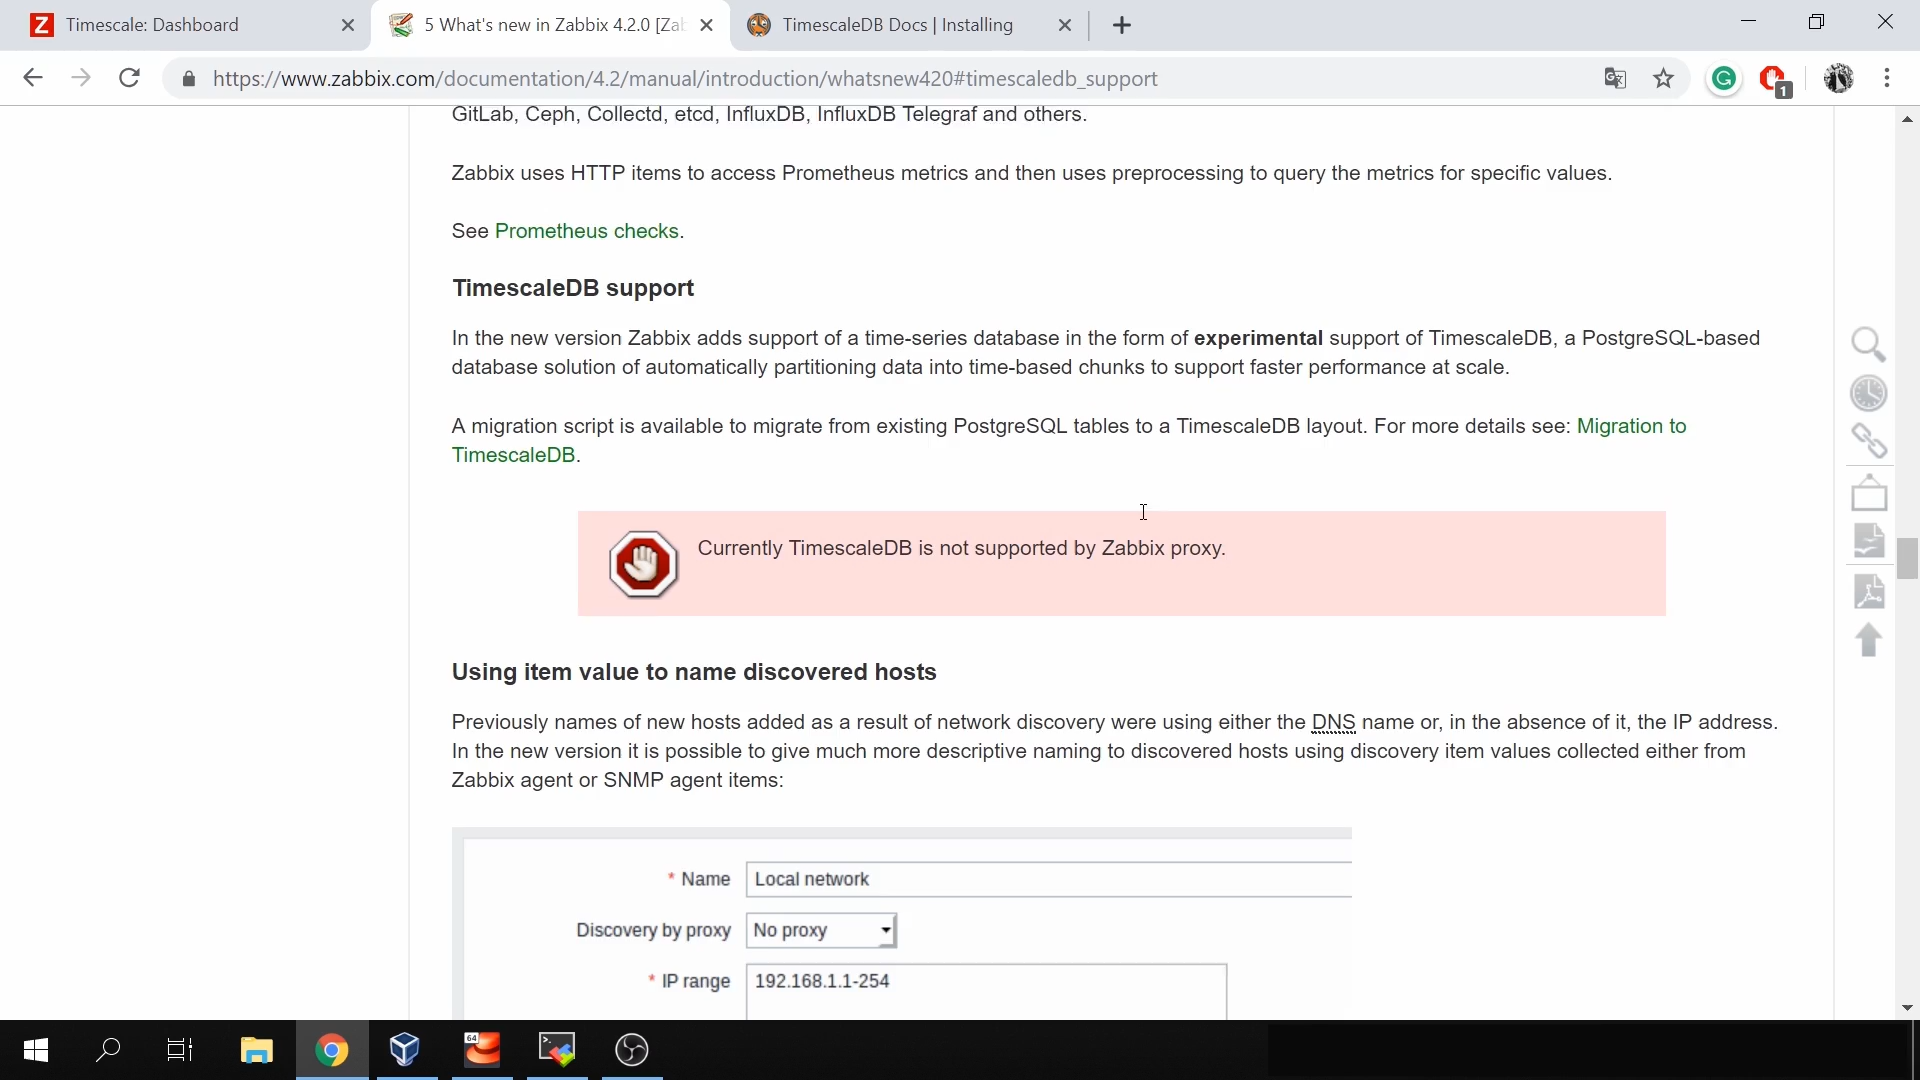 Timescale: Dashboard
5 What's new in Zabbix 4.2.0 [Zab
TimescaleDB Docs | Installing
https://www.zabbix.com/documentation/4.2/manual/introduction/whatsnew420#timescaledb_support
1
GitLab, Ceph, Collectd, etcd, InfluxDB, InfluxDB Telegraf and others.
Zabbix uses HTTP items to access Prometheus metrics and then uses preprocessing to query the metrics for specific values.
See Prometheus checks.
TimescaleDB support
In the new version Zabbix adds support of a time-series database in the form of experimental support of TimescaleDB, a PostgreSQL-based
database solution of automatically partitioning data into time-based chunks to support faster performance at scale.
A migration script is available to migrate from existing PostgreSQL tables to a TimescaleDB layout. For more details see: Migration to
TimescaleDB.
Currently TimescaleDB is not supported by Zabbix proxy.
Using item value to name discovered hosts
Previously names of new hosts added as a result of network discovery were using either the DNS name or, in the absence of it, the IP address.
In the new version it is possible to give much more descriptive naming to discovered hosts using discovery item values collected either from
Zabbix agent or SNMP agent items:
* Name Local network
Discovery by proxy No proxy
* IP range 192.168.1.1-254
64